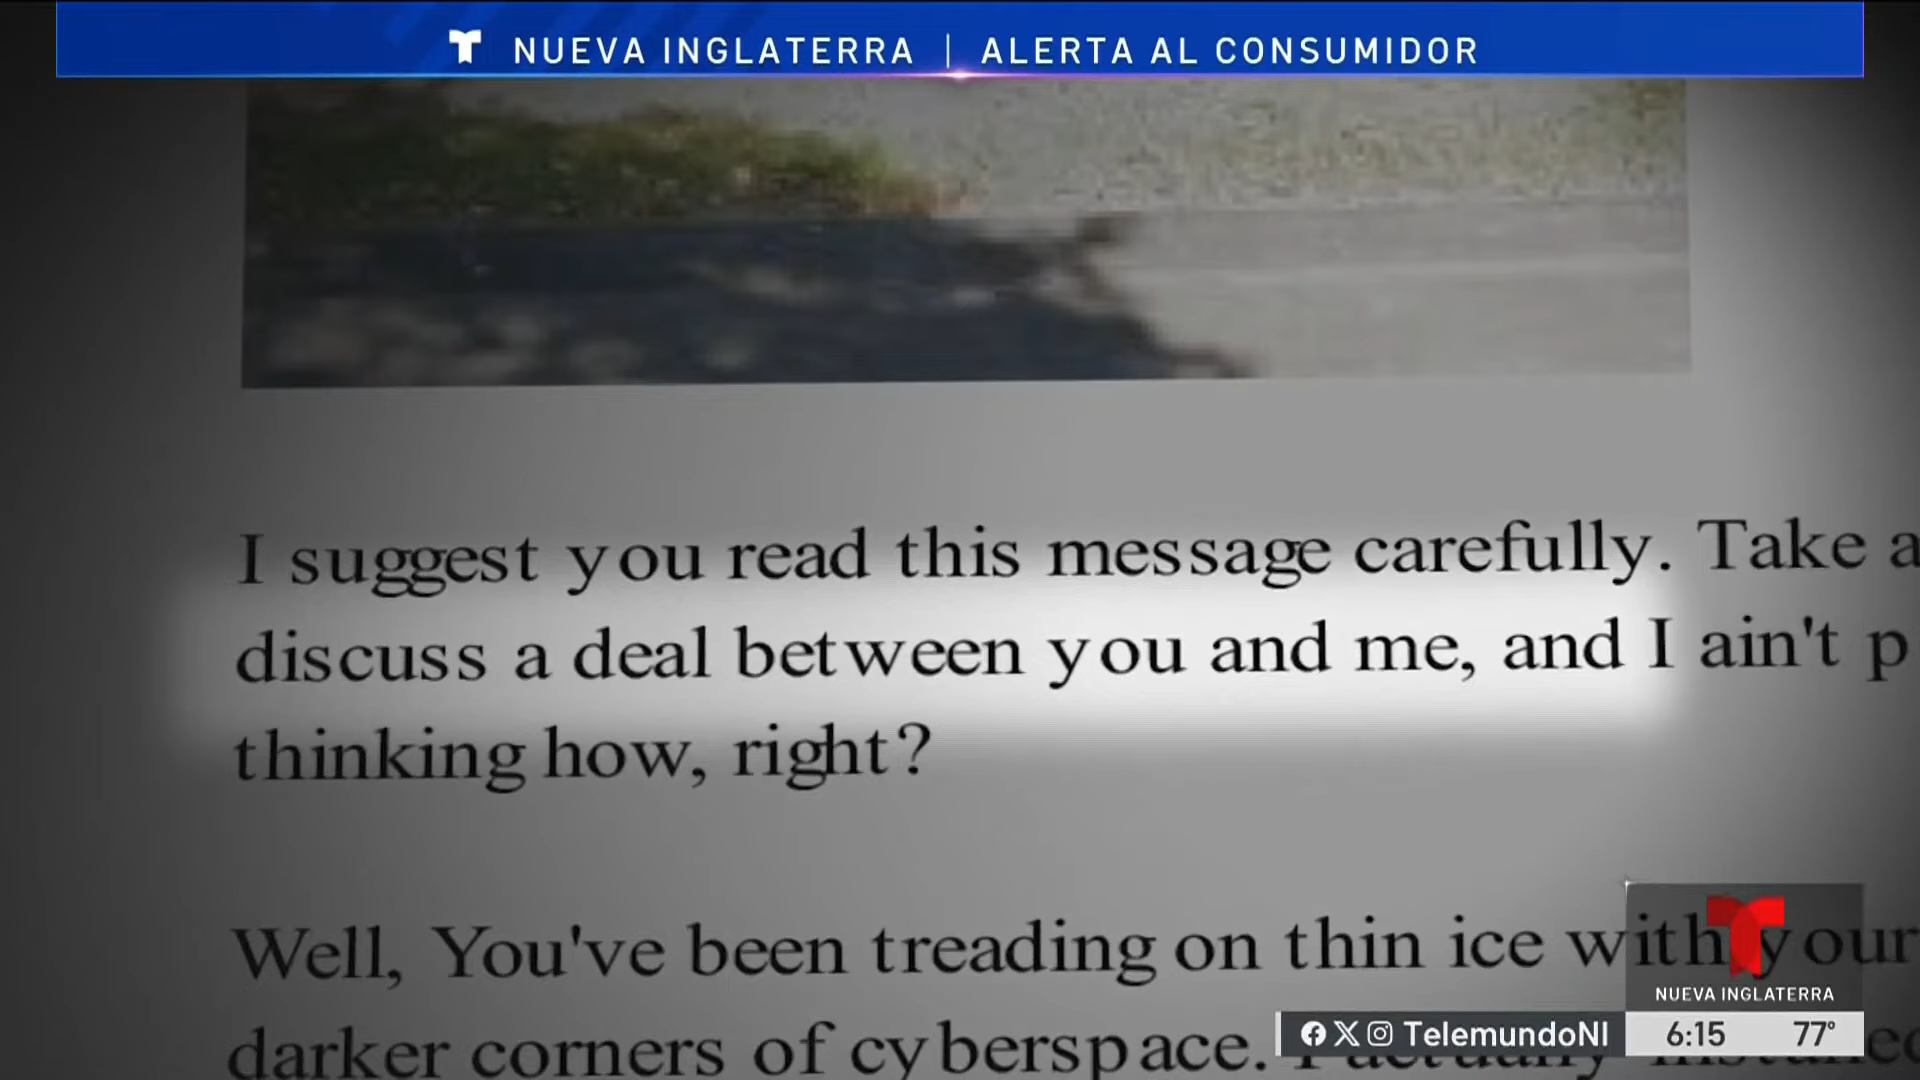 NUEVA INGLATERRA | ALERTA AL CONSUMIDOR
I suggest you read this message carefully. Take a
discuss a deal between you and me, and I ain't p
thinking how, right?
Well, You've been treading on thin ice with your
darker corners of cyberspace. I actually
NUEVA INGLATERRA
TelemundoNI 6:15 77°